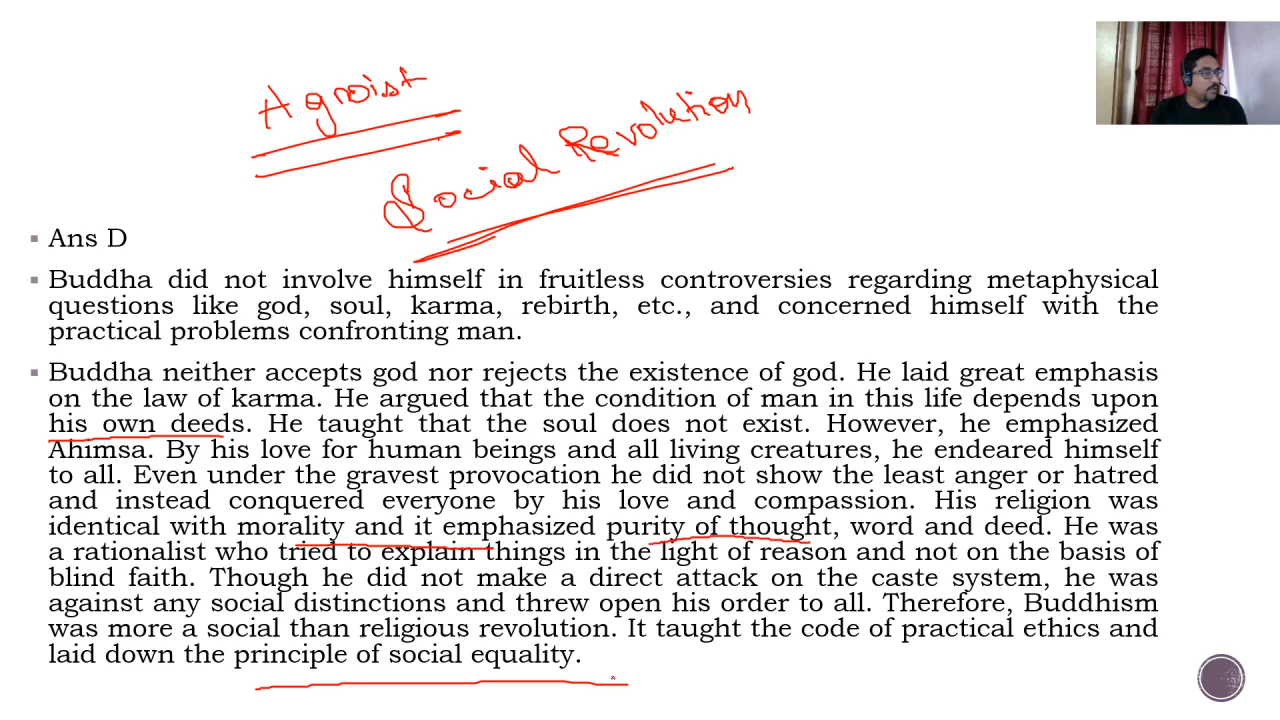 Agnoist
Social Revolution
Ans D
Buddha did not involve himself in fruitless controversies regarding metaphysical
questions like god, soul, karma, rebirth, etc., and concerned himself with the
practical problems confronting man.
Buddha neither accepts god nor rejects the existence of god. He laid great emphasis
on the law of karma. He argued that the condition of man in this life depends upon
his own deeds. He taught that the soul does not exist. However, he emphasized
Ahimsa. By his love for human beings and all living creatures, he endeared himself
to all. Even under the gravest provocation he did not show the least anger or hatred
and instead conquered everyone by his love and compassion. His religion was
identical with morality and it emphasized purity of thought, word and deed. He was
a rationalist who tried to explain things in the light of reason and not on the basis of
blind faith. Though he did not make a direct attack on the caste system, he was
against any social distinctions and threw open his order to all. Therefore, Buddhism
was more a social than religious revolution. It taught the code of practical ethics and
laid down the principle of social equality.